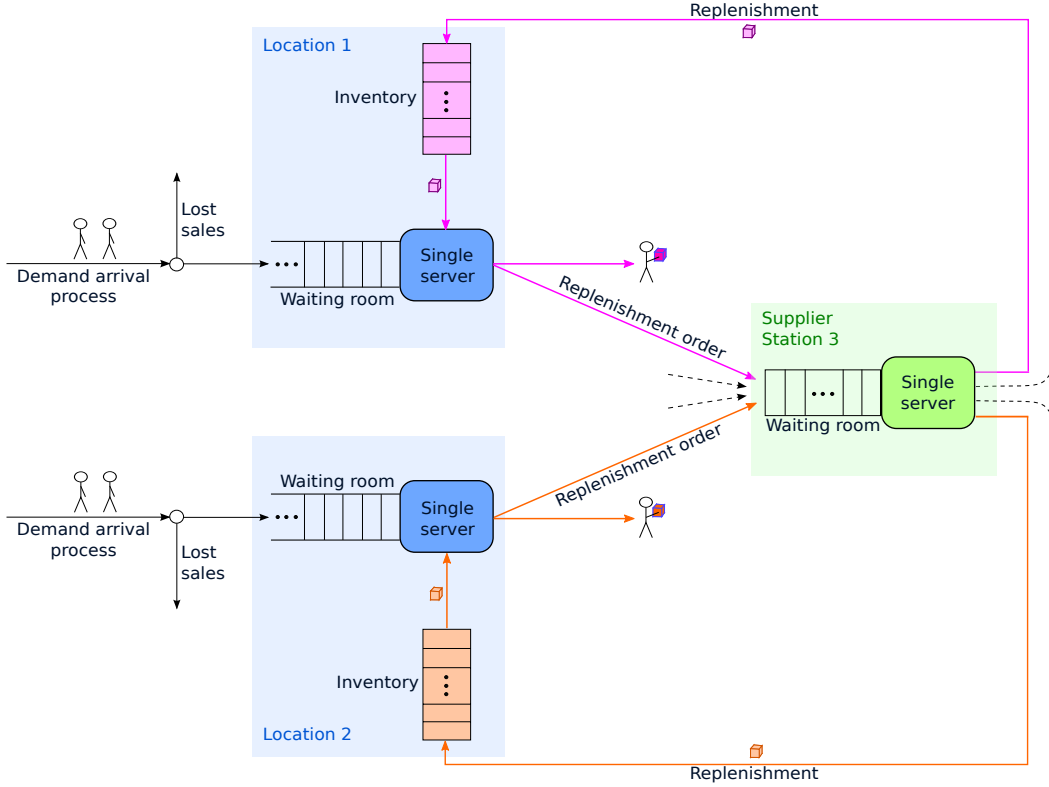 Replenishment
Location 1
Inventory
Lost
sales
Demand arrival
process
Waiting room
Single
server
Replenishment order
Supplier
Station 3
Single
server
Waiting room
Replenishment order
Waiting room
Single
server
Demand arrival
process
Lost
sales
Inventory
Location 2
Replenishment